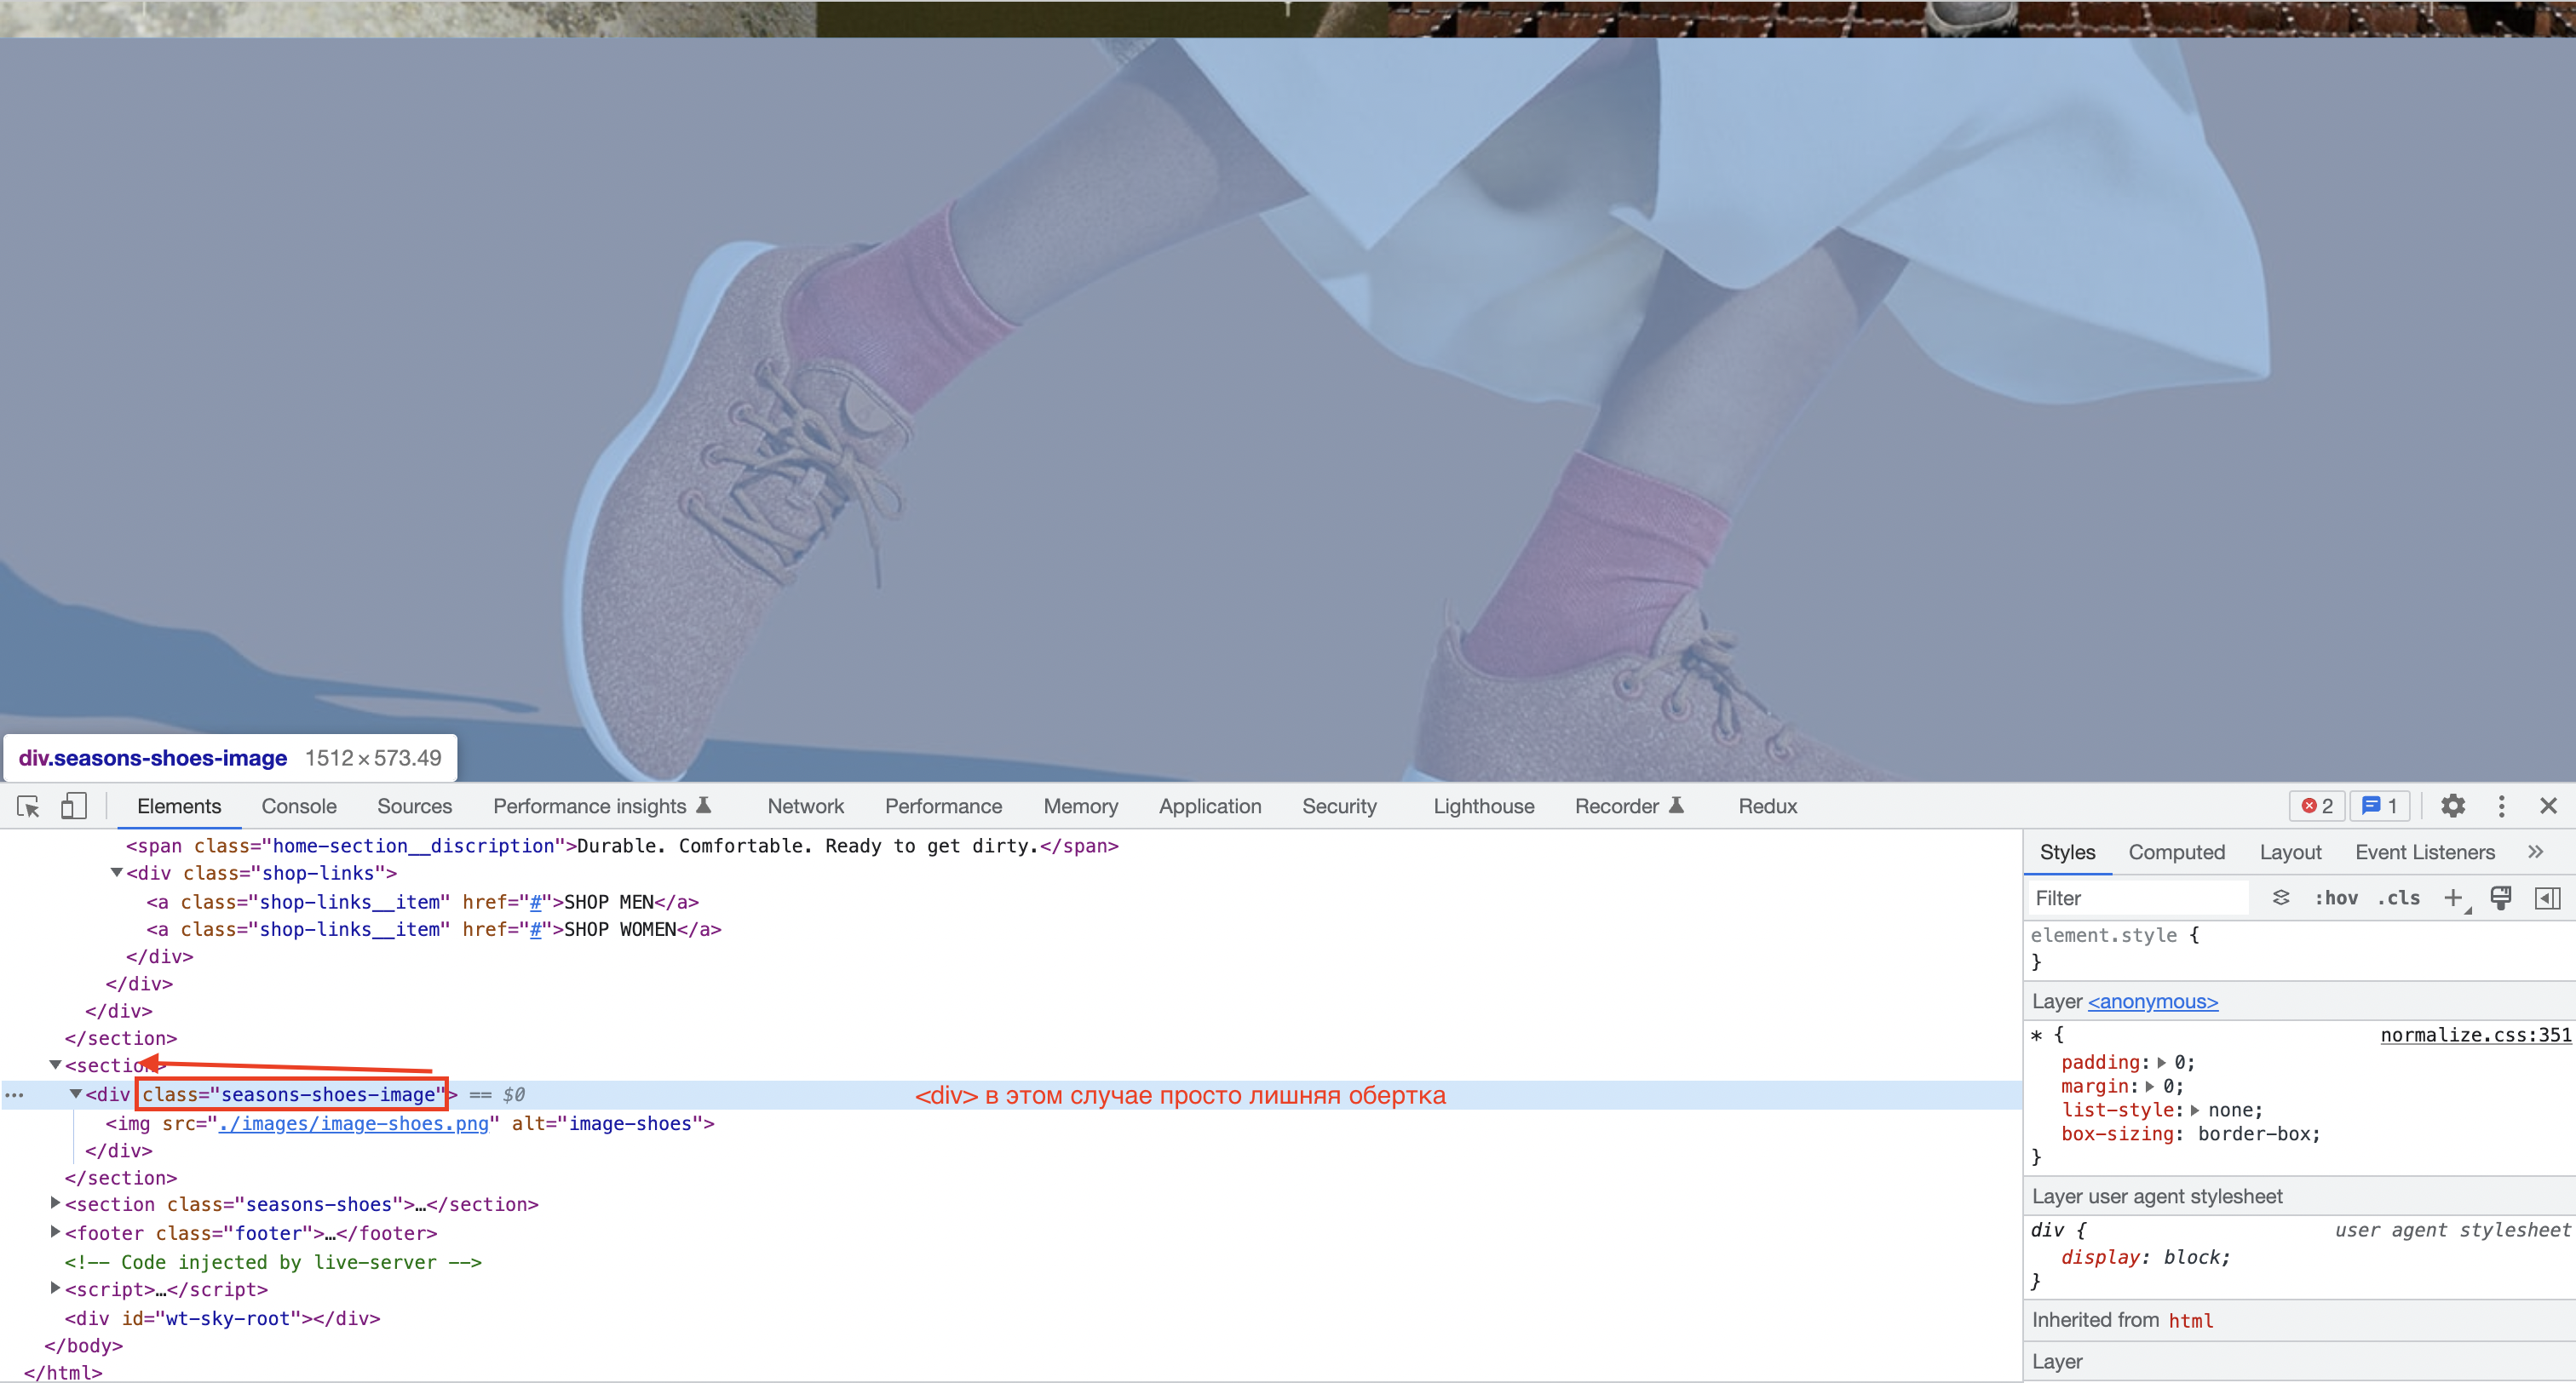 div.seasons-shoes-image 1512 × 573.49
Elements Console Sources Performance insights Network Performance Memory Application Security Lighthouse Recorder Redux 2 1
<span class="home-section__discription">Durable. Comfortable. Ready to get dirty.</span>
<div class="shop-links">
<a class="shop-links__item" href="#">SHOP MEN</a>
<a class="shop-links__item" href="#">SHOP WOMEN</a>
</div>
</div>
</div>
</section>
<section>
<div class="seasons-shoes-image"> == $0
<div> в этом случае просто лишняя обертка
<img src="./images/image-shoes.png" alt="image-shoes">
</div>
</section>
<section class="seasons-shoes">…</section>
<footer class="footer">…</footer>
<!-- Code injected by live-server -->
<script>…</script>
<div id="wt-sky-root"></div>
</body>
</html>
Styles Computed Layout Event Listeners
Filter :hov .cls
element.style {
}
Layer <anonymous>
* { normalize.css:351
padding: 0;
margin: 0;
list-style: none;
box-sizing: border-box;
}
Layer user agent stylesheet
div { user agent stylesheet
display: block;
}
Inherited from html
Layer